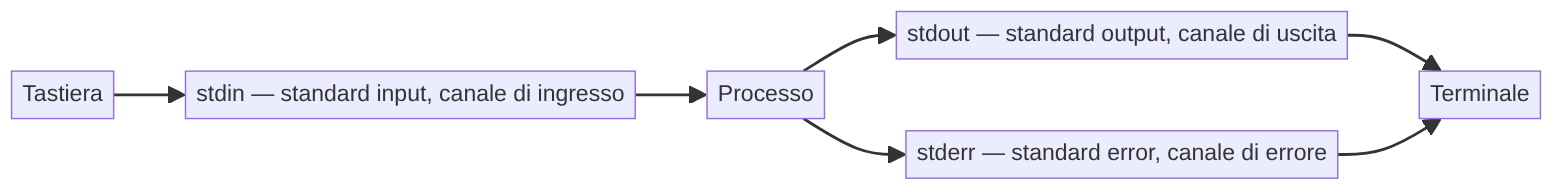 Tastiera
stdin — standard input, canale di ingresso
Processo
stdout — standard output, canale di uscita
stderr — standard error, canale di errore
Terminale